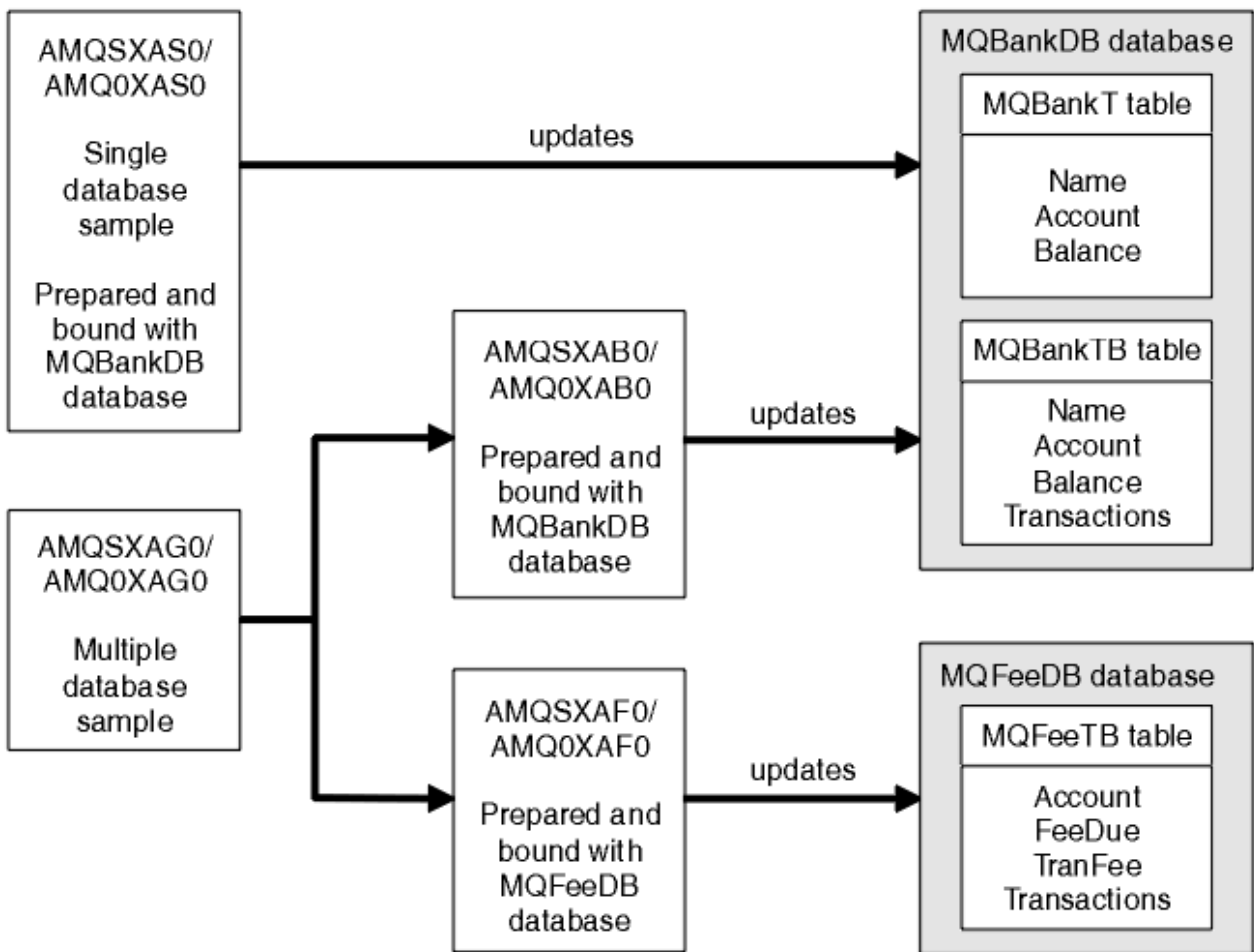 AMQSXAS0/
AMQ0XAS0
Single
database
sample
Prepared and
bound with
MQBankDB
database
updates
MQBankDB database
MQBankT table
Name
Account
Balance
MQBankTB table
Name
Account
Balance
Transactions
AMQSXAG0/
AMQ0XAG0
Multiple
database
sample
AMQSXAB0/
AMQ0XAB0
Prepared and
bound with
MQBankDB
database
updates
AMQSXAF0/
AMQ0XAF0
Prepared and
bound with
MQFeeDB
database
updates
MQFeeDB database
MQFeeTB table
Account
FeeDue
TranFee
Transactions